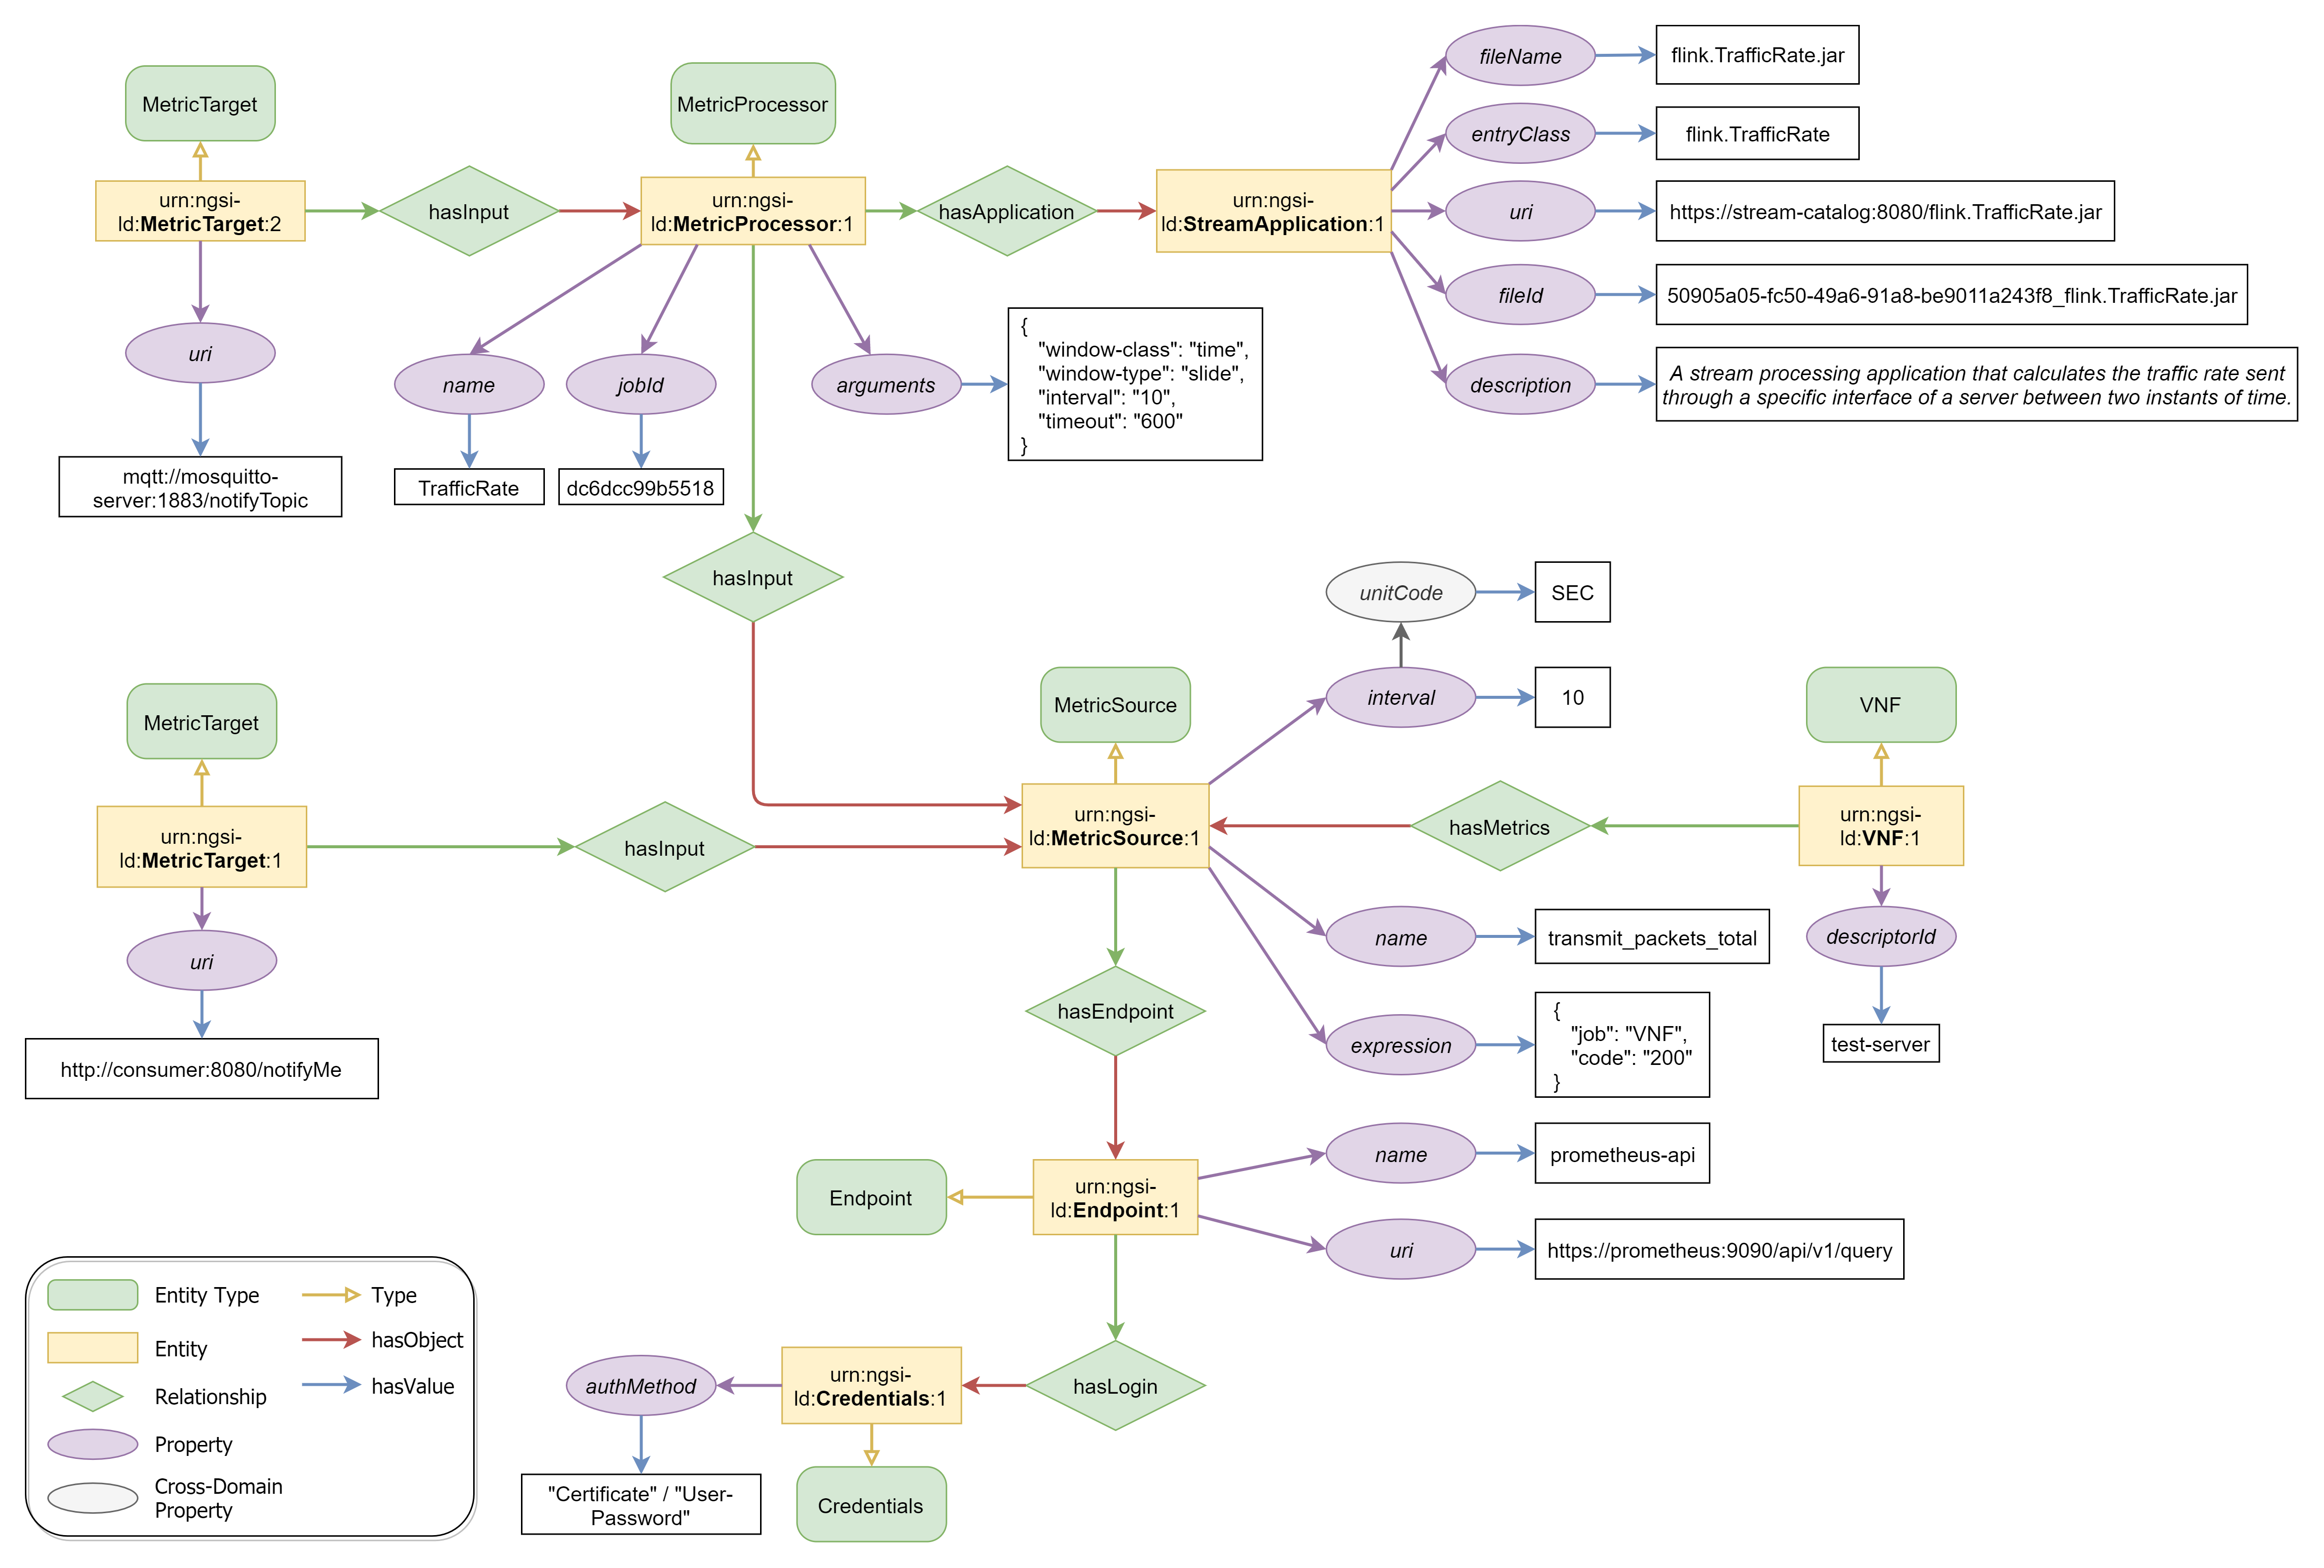 fileName
flink.TrafficRate.jar
MetricTarget
MetricProcessor
entryClass
flink.TrafficRate
urn:ngsi-
ld:MetricTarget:2
hasInput
urn:ngsi-
ld:MetricProcessor:1
hasApplication
urn:ngsi-
ld:StreamApplication:1
uri
https://stream-catalog:8080/flink.TrafficRate.jar
fileId
50905a05-fc50-49a6-91a8-be9011a243f8_flink.TrafficRate.jar
uri
name
jobId
arguments
{
"window-class": "time",
"window-type": "slide",
"interval": "10",
"timeout": "600"
}
description
A stream processing application that calculates the traffic rate sent
through a specific interface of a server between two instants of time.
mqtt://mosquitto-
server:1883/notifyTopic
TrafficRate
dc6dcc99b5518
hasInput
unitCode
SEC
MetricTarget
MetricSource
interval
10
VNF
urn:ngsi-
ld:MetricTarget:1
hasInput
urn:ngsi-
ld:MetricSource:1
hasMetrics
urn:ngsi-
ld:VNF:1
uri
name
transmit_packets_total
descriptorId
hasEndpoint
expression
{
"job": "VNF",
"code": "200"
}
test-server
http://consumer:8080/notifyMe
name
prometheus-api
Endpoint
urn:ngsi-
ld:Endpoint:1
uri
https://prometheus:9090/api/v1/query
Entity Type
Type
Entity
hasObject
Relationship
hasValue
Property
Cross-Domain
Property
authMethod
urn:ngsi-
ld:Credentials:1
hasLogin
"Certificate" / "User-
Password"
Credentials